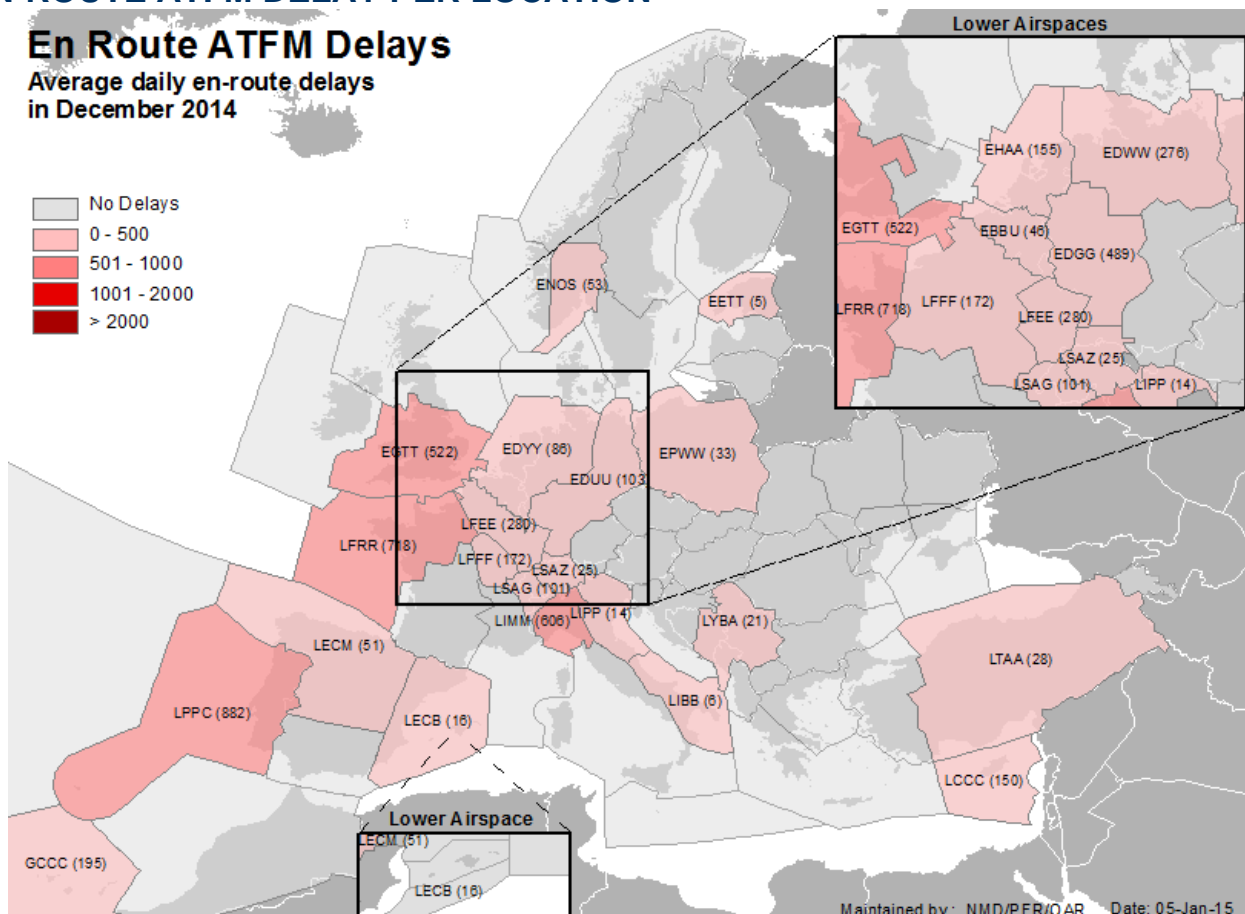 En Route ATFM Delays
Average daily en-route delays
in December 2014
No Delays
0 - 500
501 - 1000
1001 - 2000
> 2000
Lower Airspaces
EHAA (155)
EDWW (276)
EGTT (522)
EBBU (46)
EDGG (489)
LFRR (718)
LFFF (172)
LFEE (280)
LSAZ (25)
LSAG (101)
LIPP (14)
ENOS (53)
EETT (5)
EGTT (522)
EDYY (86)
EPWW (33)
EDUU (103)
LFEE (280)
LFRR (718)
LFFF (172)
LSAZ (25)
LSAG (101)
LIMM (606)
LIPP (14)
LYBA (21)
LECM (51)
LTAA (28)
LPPC (882)
LECB (16)
LIBB (6)
LCCC (150)
Lower Airspace
LECM (51)
GCCC (195)
LECB (16)
Maintained by: NMD/PER/OAR Date: 05-Jan-15